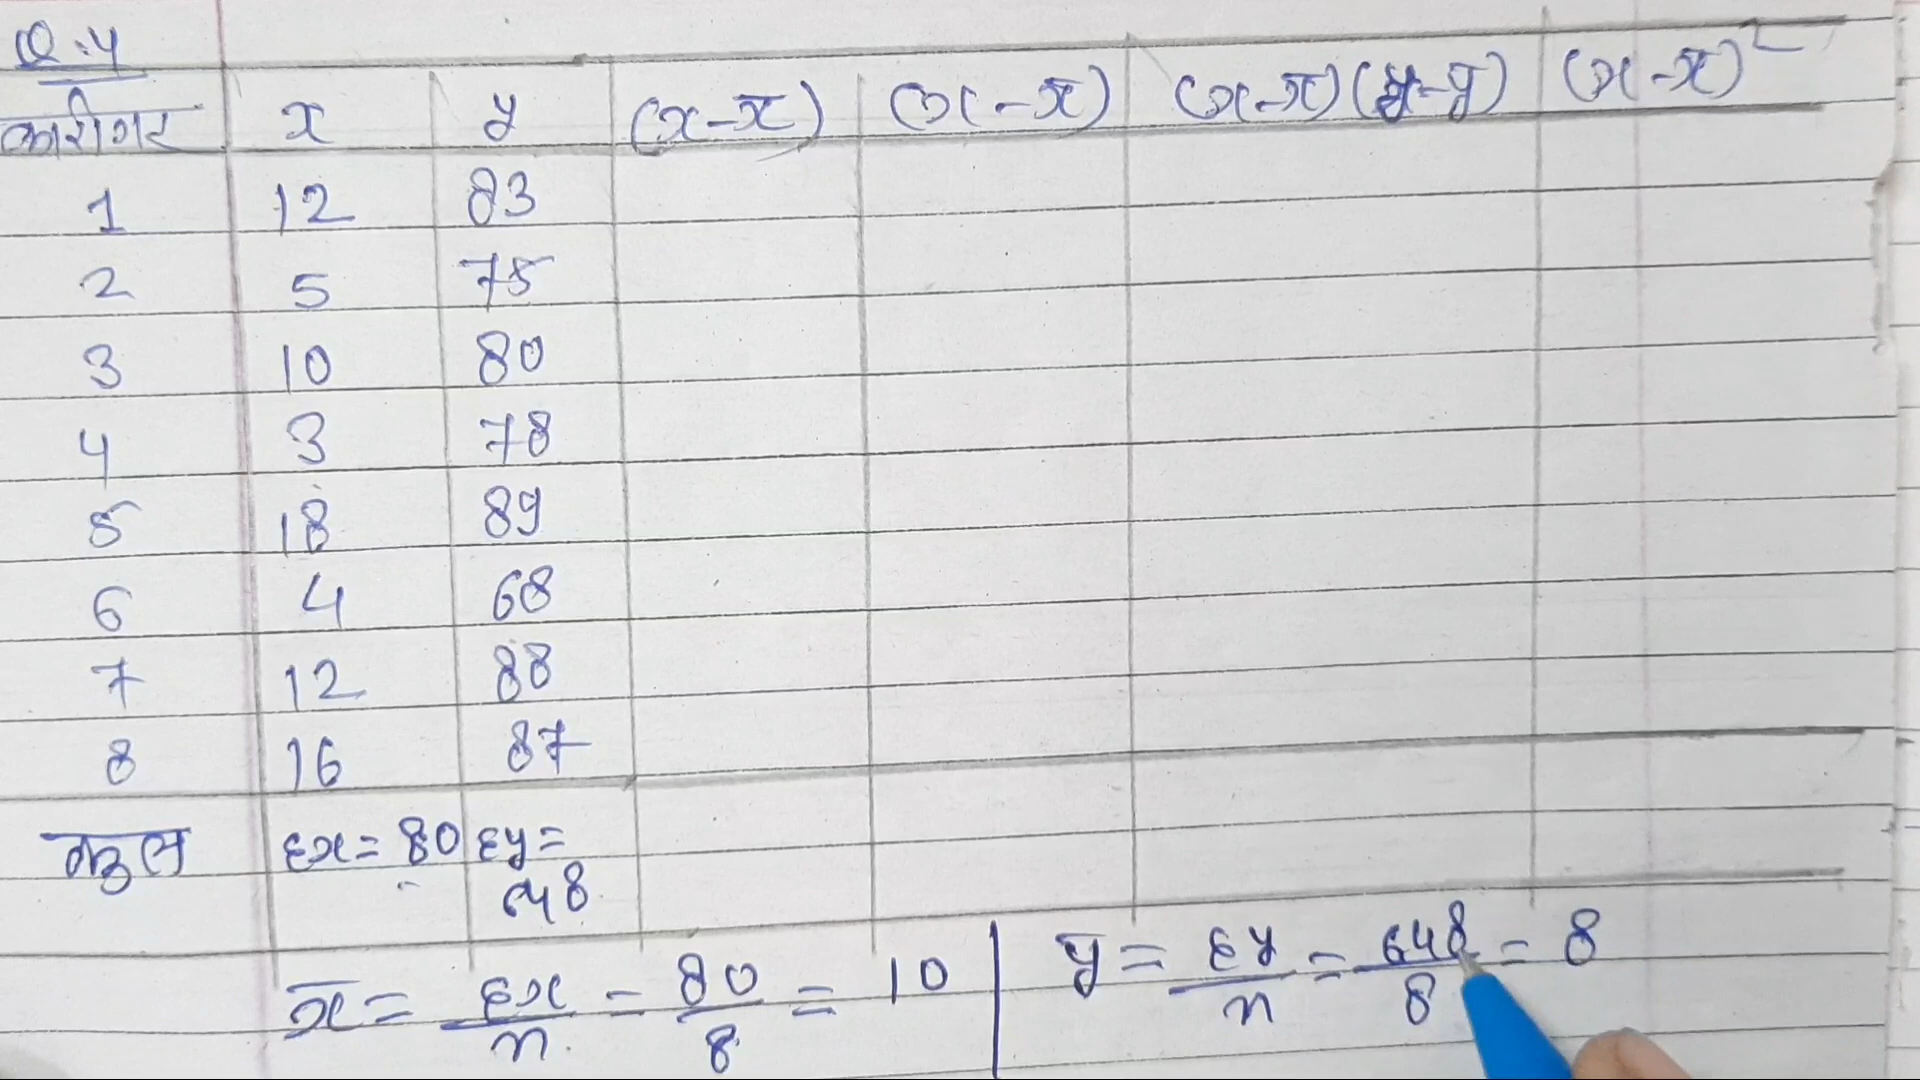 Q.4
कारीगर x y (x-x̄) (x-x̄) (x-x̄)(y-ȳ) (x-x̄)²
1 12 83
2 5 75
3 10 80
4 3 78
5 18 89
6 4 68
7 12 88
8 16 87
कुल Σx= 80 Σy=
648
x̄ = Σx/n = 80/8 = 10 ȳ = Σy/n = 648/8 = 8